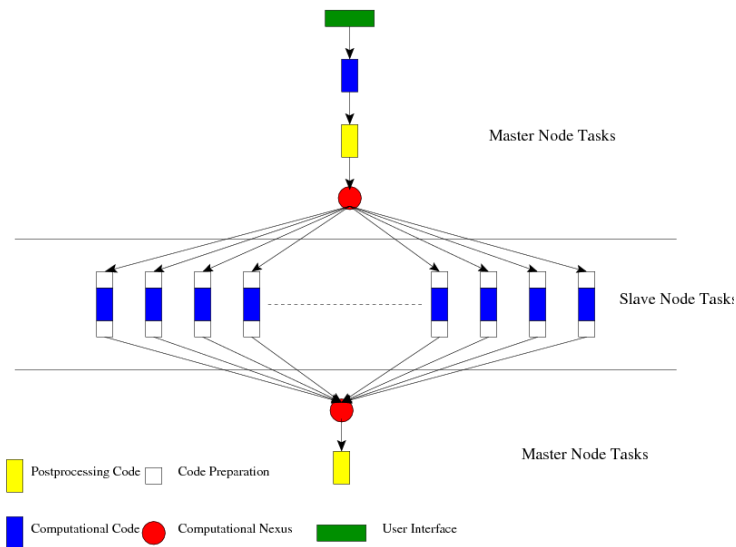 Master Node Tasks
Slave Node Tasks
Master Node Tasks
Postprocessing Code
Code Preparation
Computational Code
Computational Nexus
User Interface